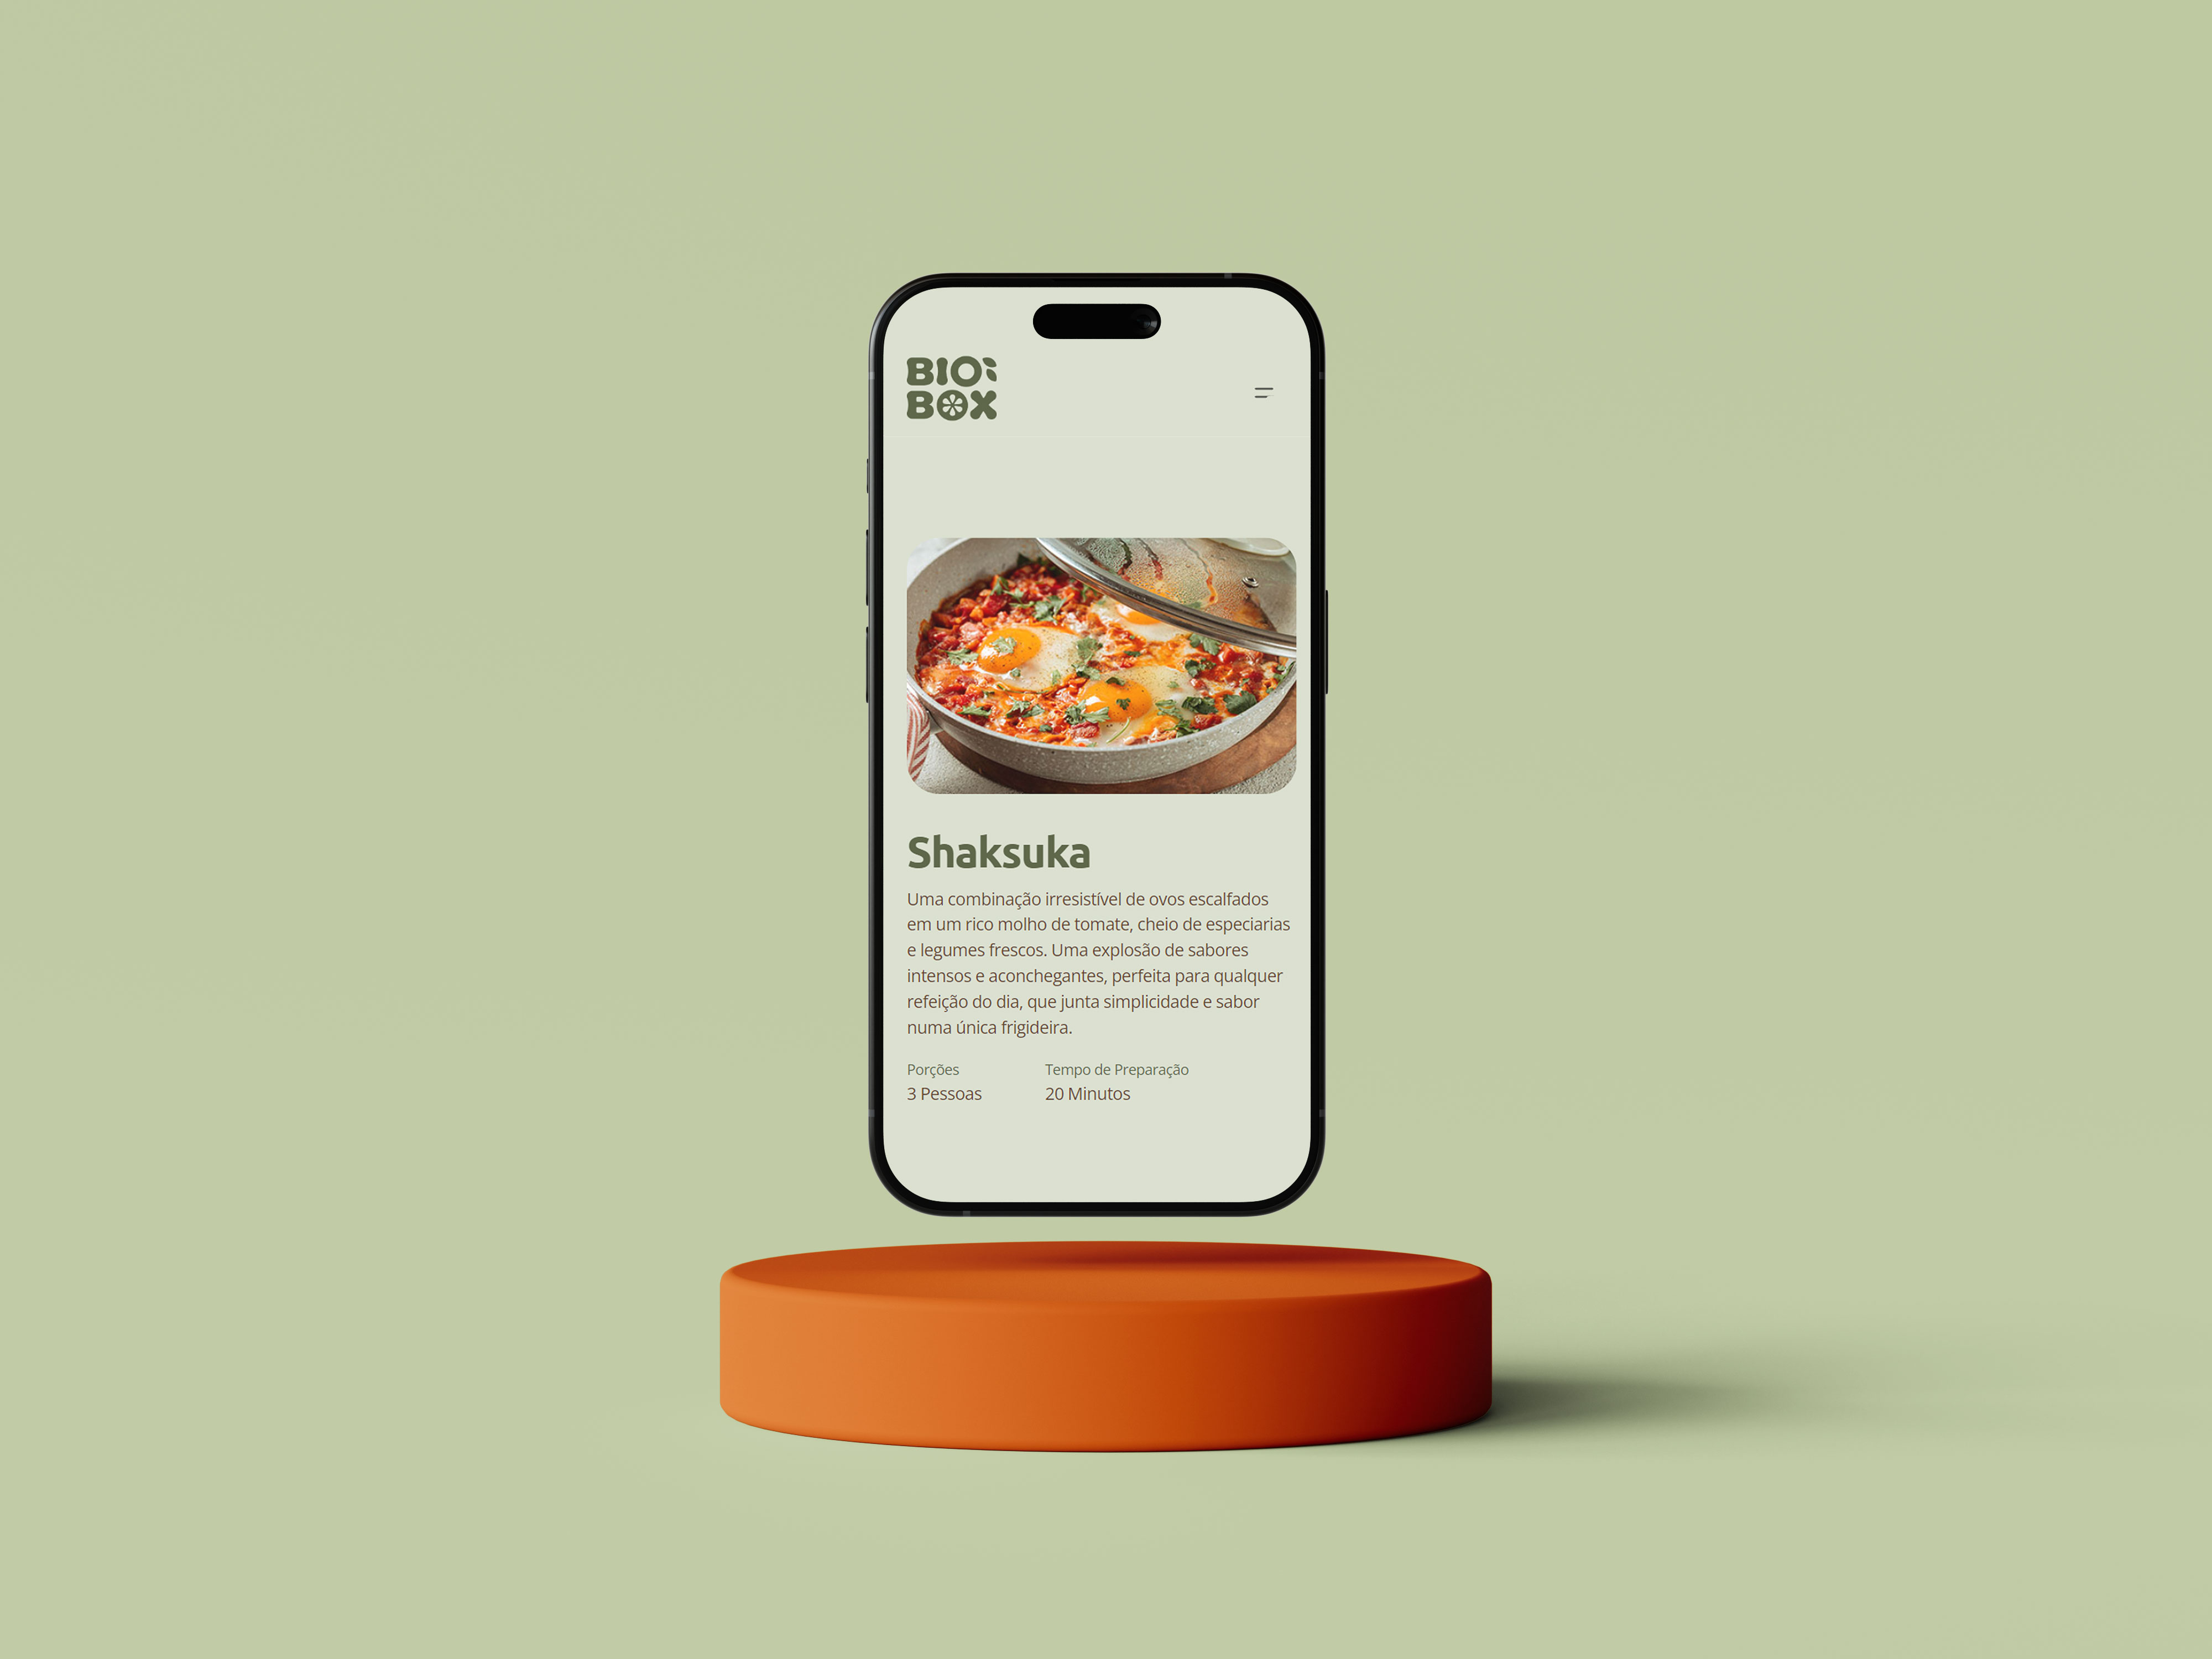 BIO
BOX
Shaksuka
Uma combinação irresistível de ovos escalfados
em um rico molho de tomate, cheio de especiarias
e legumes frescos. Uma explosão de sabores
intensos e aconchegantes, perfeita para qualquer
refeição do dia, que junta simplicidade e sabor
numa única frigideira.
Porções
Tempo de Preparação
3 Pessoas
20 Minutos